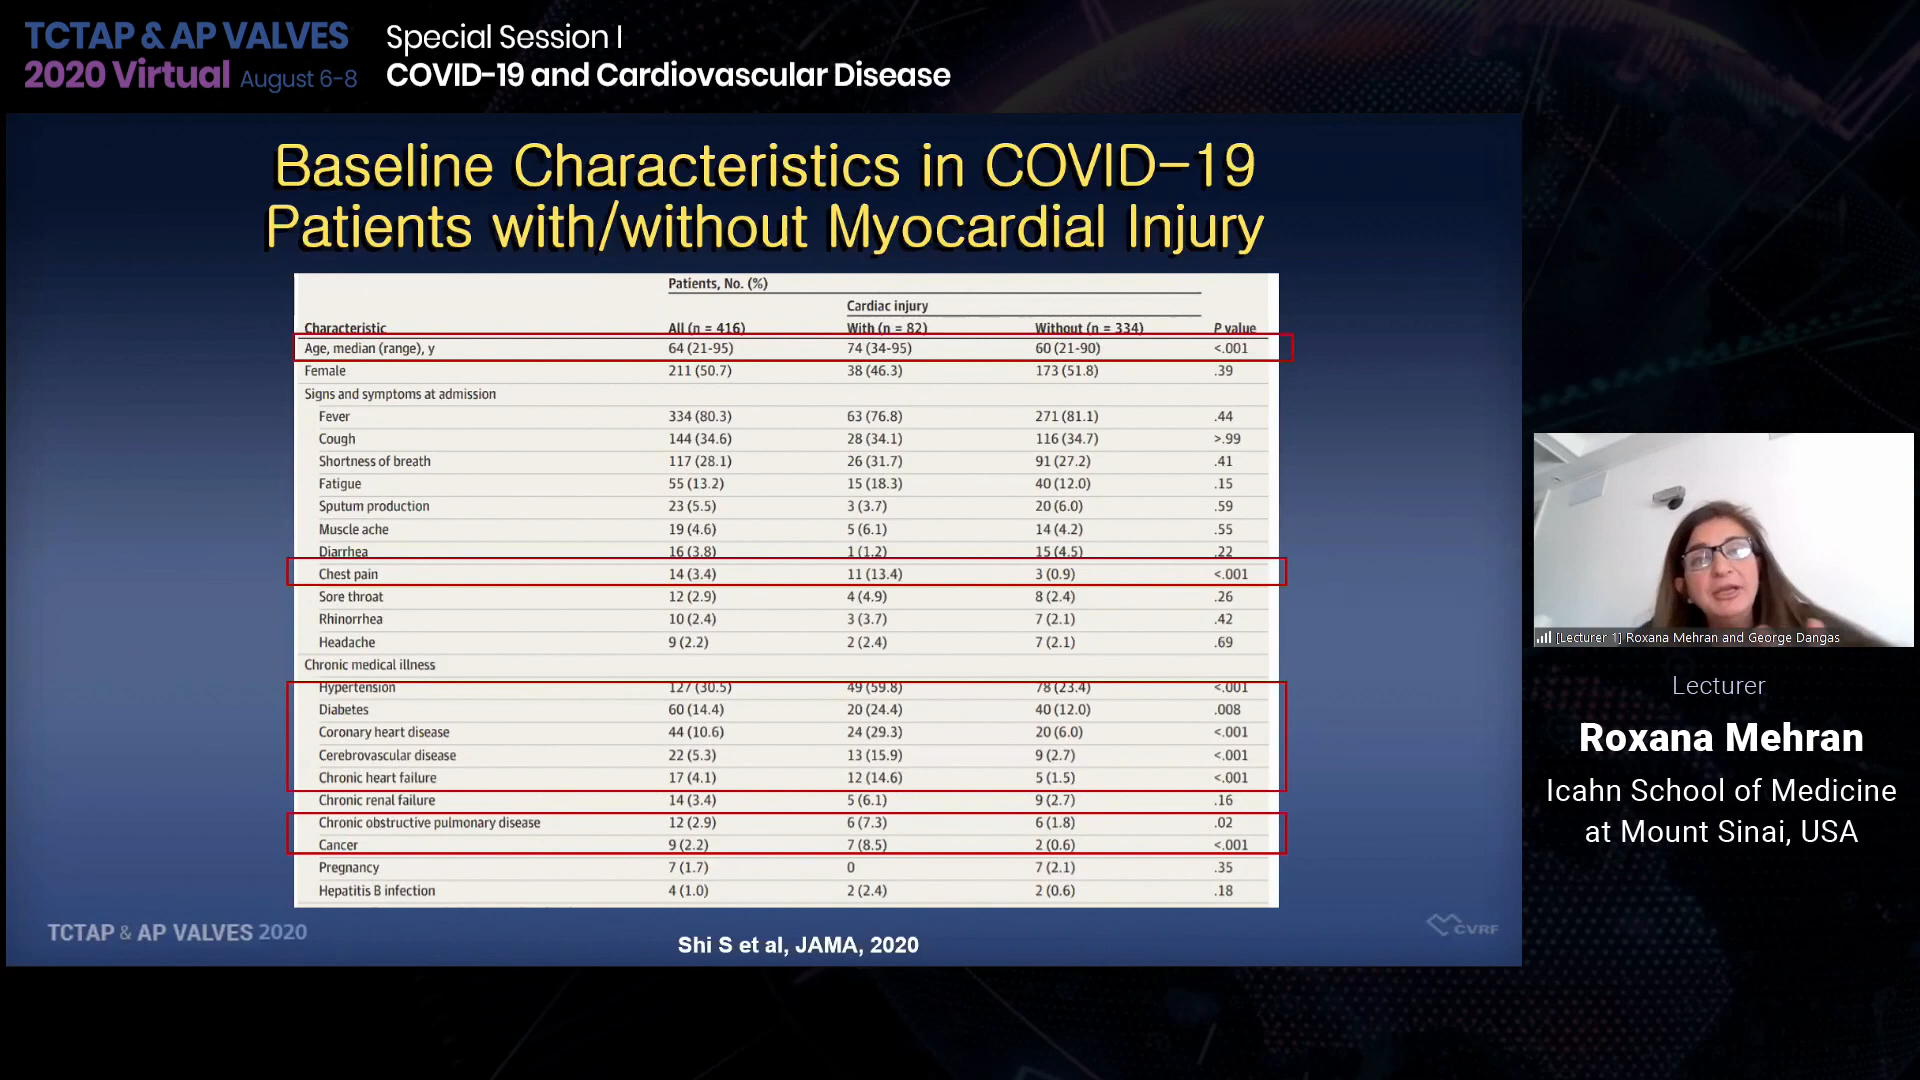 TCTAP & AP VALVES
2020 Virtual August 6-8
Special Session I
COVID-19 and Cardiovascular Disease
Baseline Characteristics in COVID-19
Patients with/without Myocardial Injury
Patients, No. (%)
Cardiac injury
Characteristic All (n = 416) With (n = 82) Without (n = 334) P value
Age, median (range), y 64 (21-95) 74 (34-95) 60 (21-90) <.001
Female 211 (50.7) 38 (46.3) 173 (51.8) .39
Signs and symptoms at admission
Fever 334 (80.3) 63 (76.8) 271 (81.1) .44
Cough 144 (34.6) 28 (34.1) 116 (34.7) >.99
Shortness of breath 117 (28.1) 26 (31.7) 91 (27.2) .41
Fatigue 55 (13.2) 15 (18.3) 40 (12.0) .15
Sputum production 23 (5.5) 3 (3.7) 20 (6.0) .59
Muscle ache 19 (4.6) 5 (6.1) 14 (4.2) .55
Diarrhea 16 (3.8) 1 (1.2) 15 (4.5) .22
Chest pain 14 (3.4) 11 (13.4) 3 (0.9) <.001
Sore throat 12 (2.9) 4 (4.9) 8 (2.4) .26
Rhinorrhea 10 (2.4) 3 (3.7) 7 (2.1) .42
Headache 9 (2.2) 2 (2.4) 7 (2.1) .69
Chronic medical illness
Hypertension 127 (30.5) 49 (59.8) 78 (23.4) <.001
Diabetes 60 (14.4) 20 (24.4) 40 (12.0) .008
Coronary heart disease 44 (10.6) 24 (29.3) 20 (6.0) <.001
Cerebrovascular disease 22 (5.3) 13 (15.9) 9 (2.7) <.001
Chronic heart failure 17 (4.1) 12 (14.6) 5 (1.5) <.001
Chronic renal failure 14 (3.4) 5 (6.1) 9 (2.7) .16
Chronic obstructive pulmonary disease 12 (2.9) 6 (7.3) 6 (1.8) .02
Cancer 9 (2.2) 7 (8.5) 2 (0.6) <.001
Pregnancy 7 (1.7) 0 7 (2.1) .35
Hepatitis B infection 4 (1.0) 2 (2.4) 2 (0.6) .18
TCTAP & AP VALVES 2020
Shi S et al, JAMA, 2020
CVRF
[Lecturer 1] Roxana Mehran and George Dangas
Lecturer
Roxana Mehran
Icahn School of Medicine
at Mount Sinai, USA